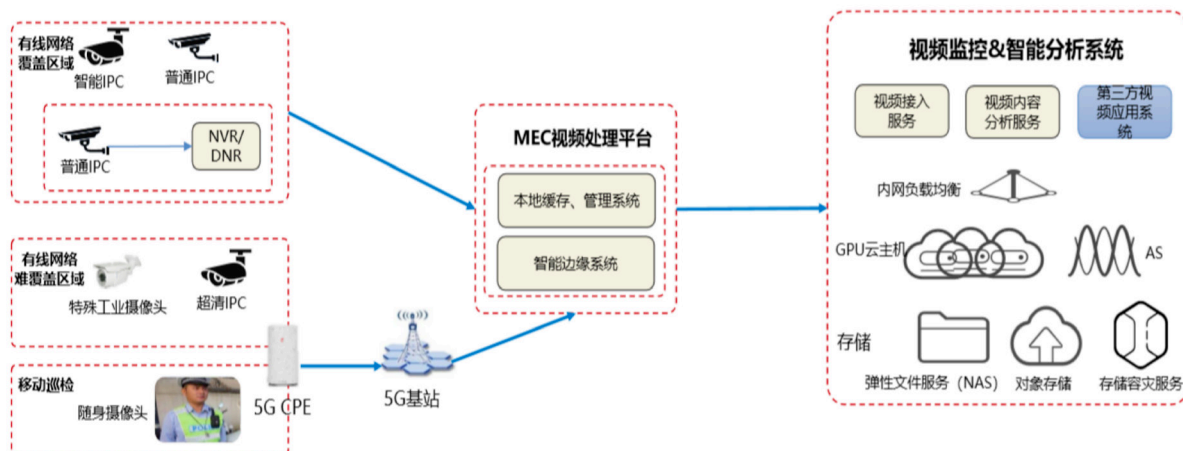 有线网络
覆盖区域
智能IPC
普通IPC
普通IPC
NVR/
DNR
有线网络
难覆盖区域
特殊工业摄像头
超清IPC
移动巡检
随身摄像头
5G CPE
5G基站
MEC视频处理平台
本地缓存、管理系统
智能边缘系统
视频监控&智能分析系统
视频接入
服务
视频内容
分析服务
第三方视
频应用系
统
内网负载均衡
GPU云主机
AS
存储
弹性文件服务（NAS）
对象存储
存储容灾服务